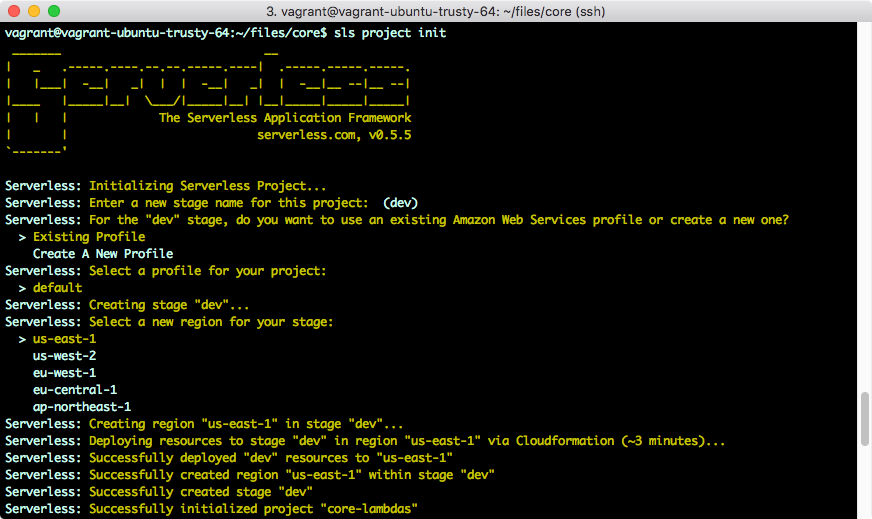 3. vagrant@vagrant-ubuntu-trusty-64: ~/files/core (ssh)
vagrant@vagrant-ubuntu-trusty-64:~/files/core$ sls project init
Serverless
The Serverless Application Framework
serverless.com, v0.5.5
Serverless: Initializing Serverless Project...
Serverless: Enter a new stage name for this project:  (dev)
Serverless: For the "dev" stage, do you want to use an existing Amazon Web Services profile or create a new one?
> Existing Profile
Create A New Profile
Serverless: Select a profile for your project:
> default
Serverless: Creating stage "dev"...
Serverless: Select a new region for your stage:
> us-east-1
us-west-2
eu-west-1
eu-central-1
ap-northeast-1
Serverless: Creating region "us-east-1" in stage "dev"...
Serverless: Deploying resources to stage "dev" in region "us-east-1" via Cloudformation (~3 minutes)...
Serverless: Successfully deployed "dev" resources to "us-east-1"
Serverless: Successfully created region "us-east-1" within stage "dev"
Serverless: Successfully created stage "dev"
Serverless: Successfully initialized project "core-lambdas"